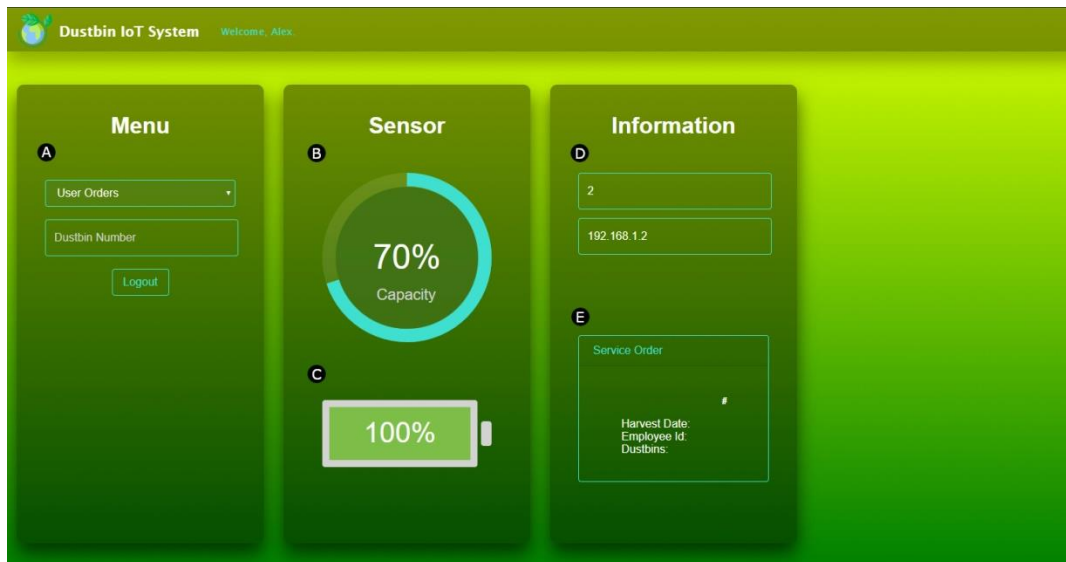 Dustbin IoT System
Welcome, Alex.
Menu
A
User Orders
Dustbin Number
Logout
Sensor
B
70%
Capacity
C
100%
Information
D
2
192.168.1.2
E
Service Order
#
Harvest Date:
Employee Id:
Dustbins: